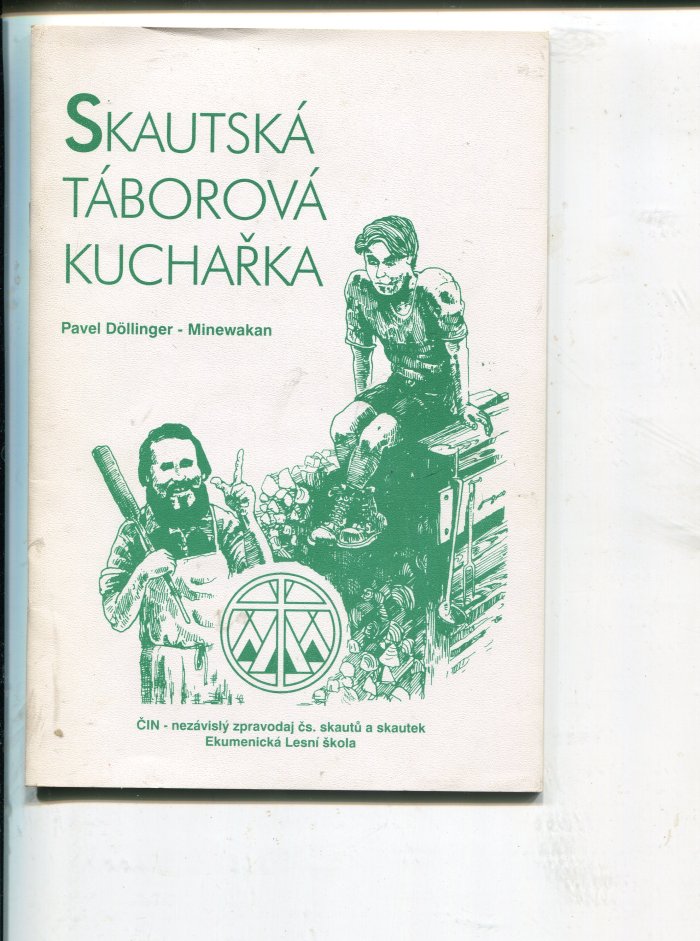 SKAUTSKÁ
TÁBOROVÁ
KUCHAŘKA
Pavel Döllinger - Minewakan
ČIN - nezávislý zpravodaj čs. skautů a skautek
Ekumenická Lesní škola